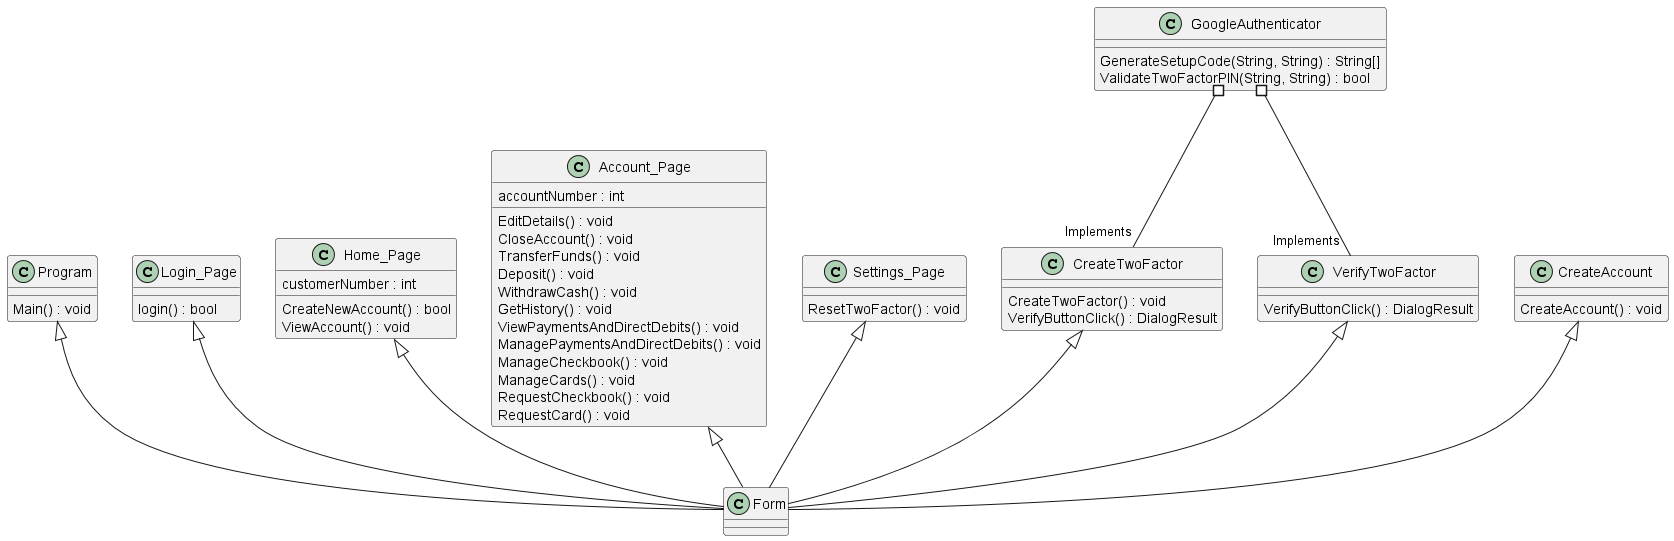 C GoogleAuthenticator
GenerateSetupCode(String, String) : String[]
ValidateTwoFactorPIN(String, String) : bool
C Program
Main() : void
C Login_Page
login() : bool
C Home_Page
customerNumber : int
CreateNewAccount() : bool
ViewAccount() : void
C Account_Page
accountNumber : int
EditDetails() : void
CloseAccount() : void
TransferFunds() : void
Deposit() : void
WithdrawCash() : void
GetHistory() : void
ViewPaymentsAndDirectDebits() : void
ManagePaymentsAndDirectDebits() : void
ManageCheckbook() : void
ManageCards() : void
RequestCheckbook() : void
RequestCard() : void
C Settings_Page
ResetTwoFactor() : void
Implements
C CreateTwoFactor
CreateTwoFactor() : void
VerifyButtonClick() : DialogResult
Implements
C VerifyTwoFactor
VerifyButtonClick() : DialogResult
C CreateAccount
CreateAccount() : void
C Form